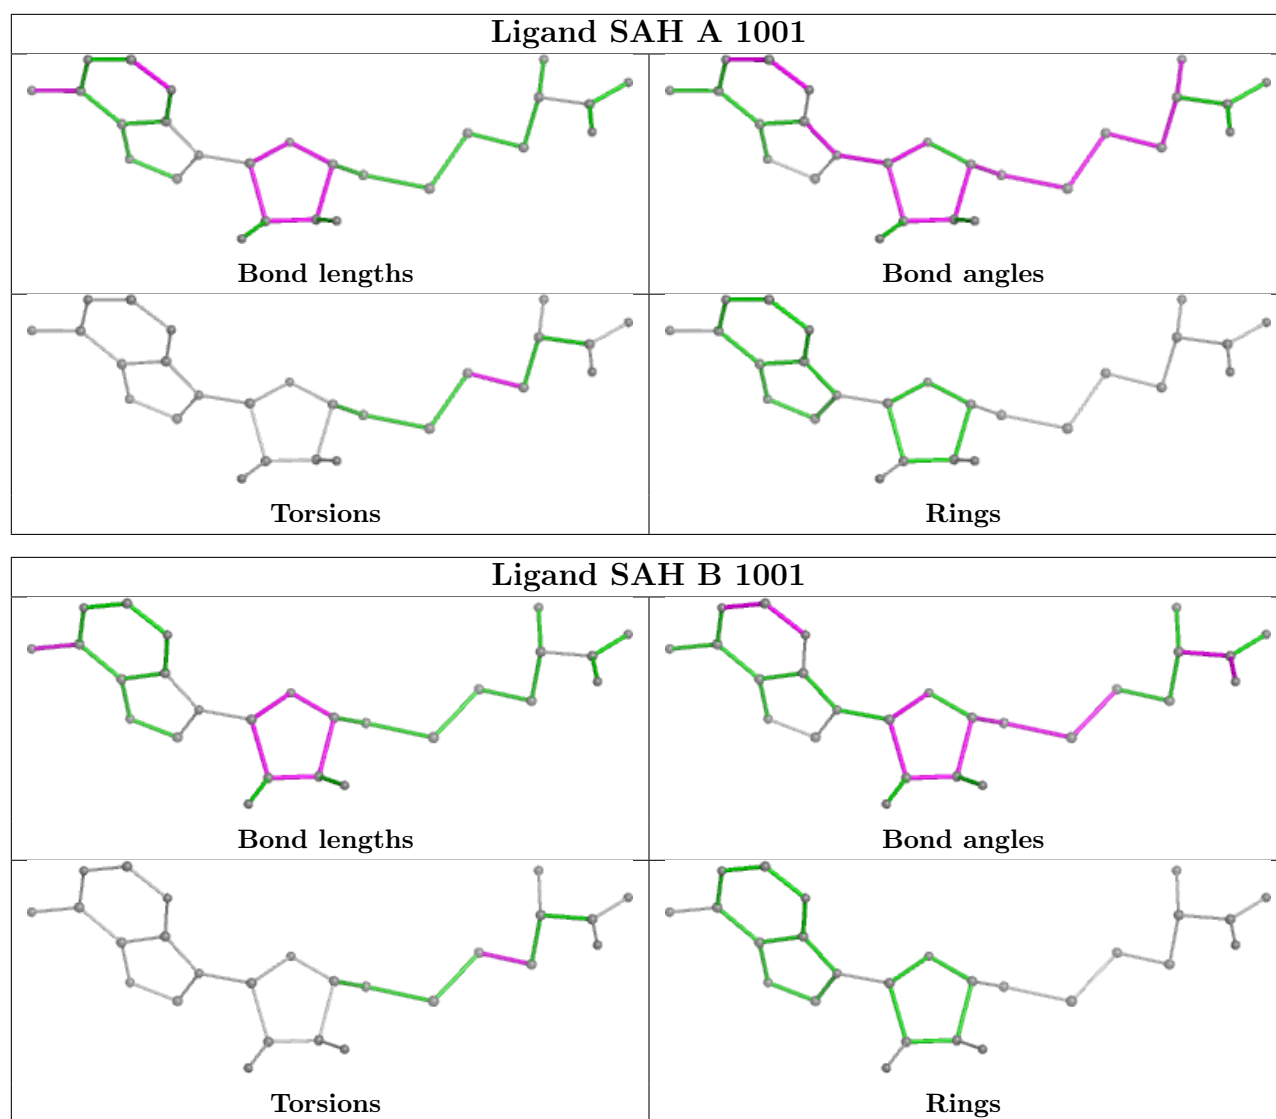 Ligand SAH A 1001
Bond lengths
Bond angles
Torsions
Rings
Ligand SAH B 1001
Bond lengths
Bond angles
Torsions
Rings